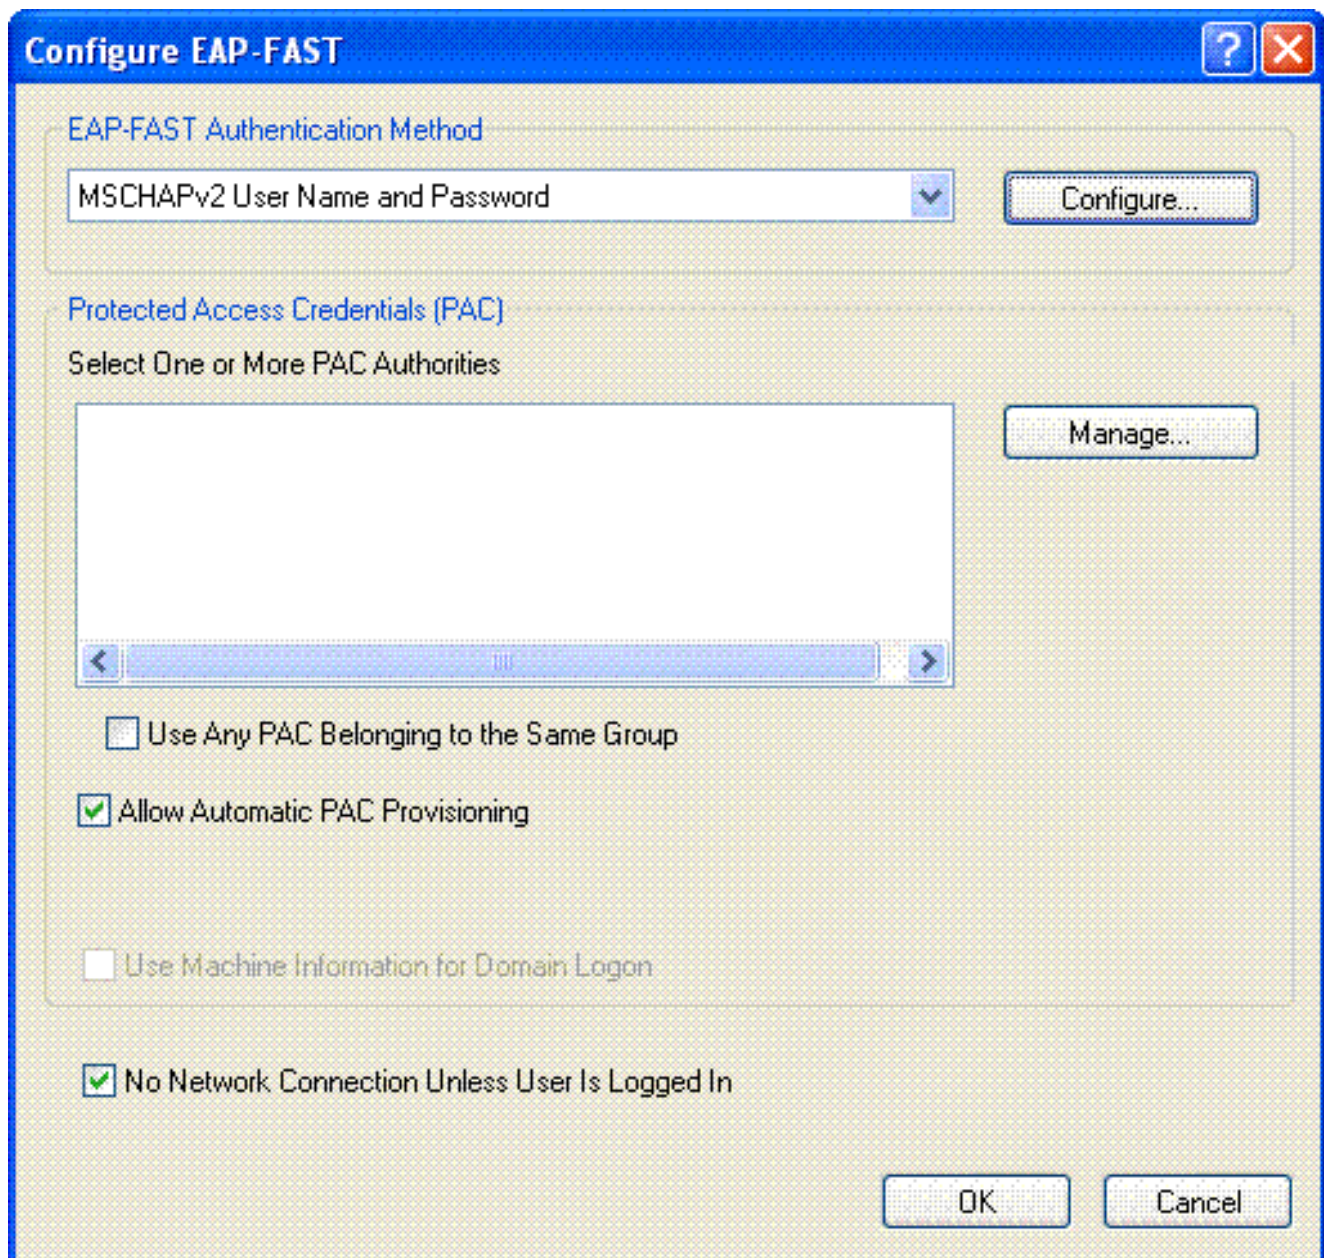 Configure EAP-FAST
EAP-FAST Authentication Method
MSCHAPv2 User Name and Password
Configure...
Protected Access Credentials (PAC)
Select One or More PAC Authorities
Manage...
Use Any PAC Belonging to the Same Group
Allow Automatic PAC Provisioning
Use Machine Information for Domain Logon
No Network Connection Unless User Is Logged In
OK
Cancel